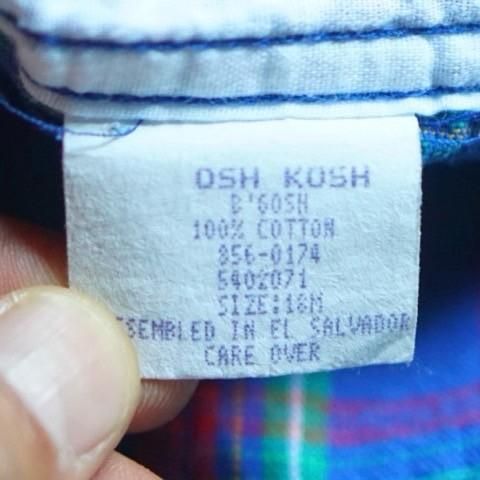 OSH KOSH
B'GOSH
100% COTTON
856-0174
5402071
SIZE:18M
SEMBLED IN EL SALVADOR
CARE OVER